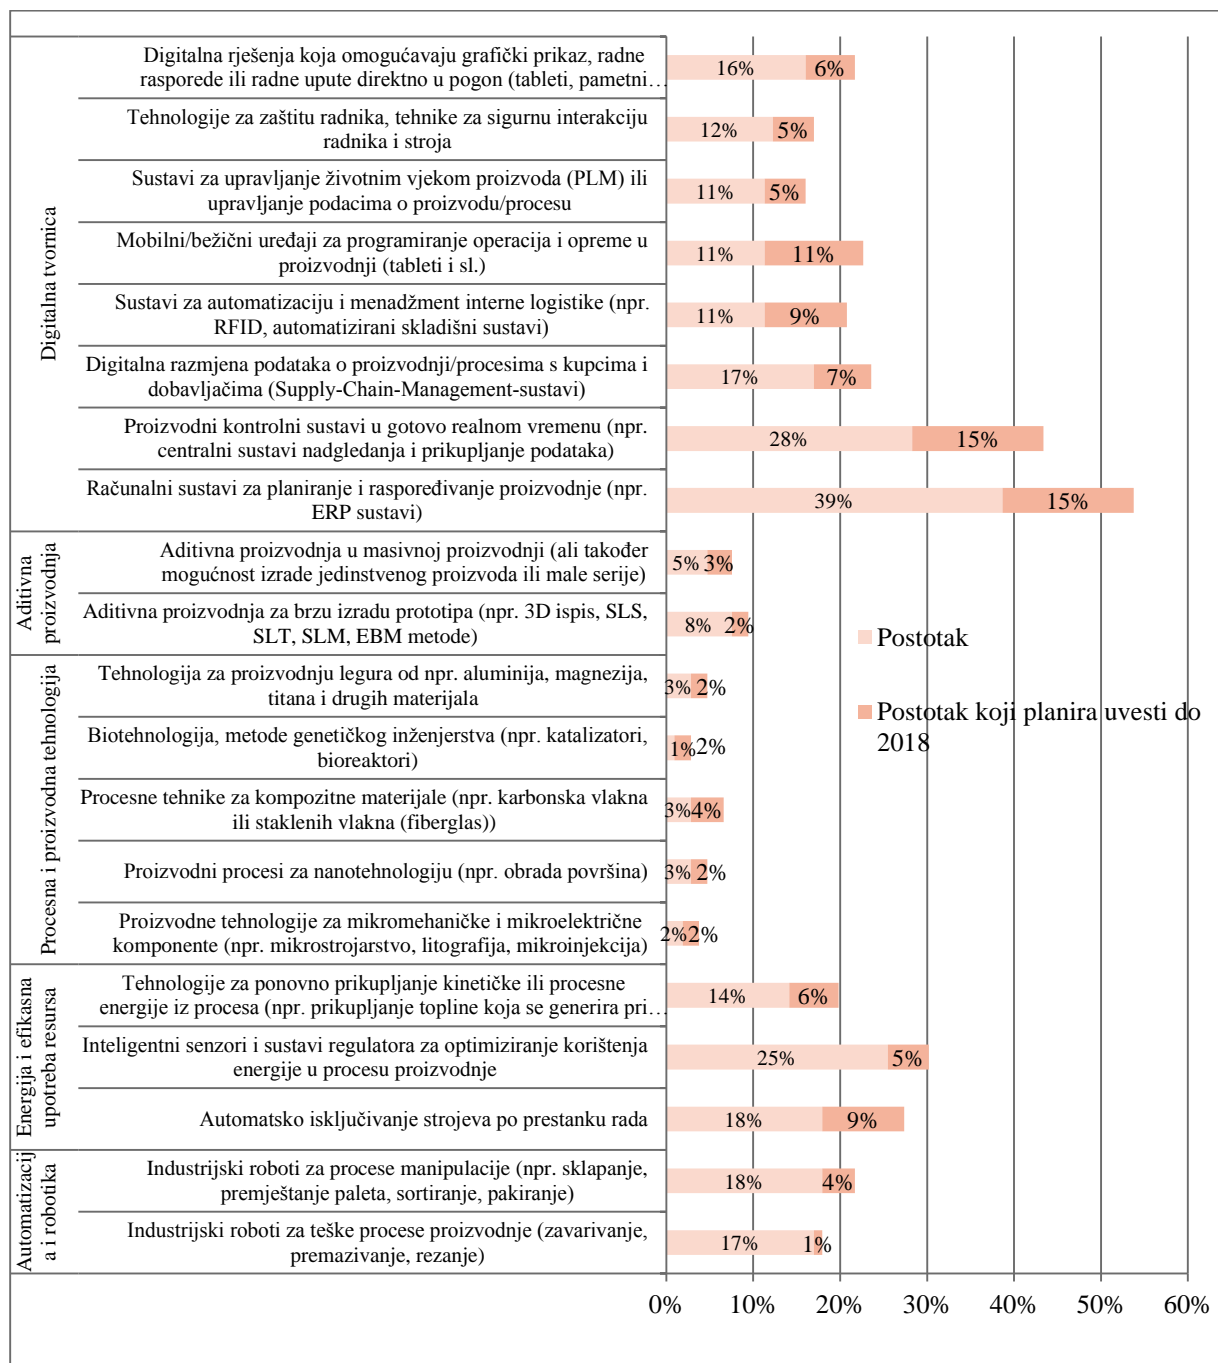 Digitalna tvornica
Digitalna rješenja koja omogućavaju grafički prikaz, radne
rasporede ili radne upute direktno u pogon (tableti, pametni…
16%
6%
Tehnologije za zaštitu radnika, tehnike za sigurnu interakciju
radnika i stroja
12%
5%
Sustavi za upravljanje životnim vjekom proizvoda (PLM) ili
upravljanje podacima o proizvodu/procesu
11%
5%
Mobilni/bežični uređaji za programiranje operacija i opreme u
proizvodnji (tableti i sl.)
11%
11%
Sustavi za automatizaciju i menadžment interne logistike (npr.
RFID, automatizirani skladišni sustavi)
11%
9%
Digitalna razmjena podataka o proizvodnji/procesima s kupcima i
dobavljačima (Supply-Chain-Management-sustavi)
17%
7%
Proizvodni kontrolni sustavi u gotovo realnom vremenu (npr.
centralni sustavi nadgledanja i prikupljanje podataka)
28%
15%
Računalni sustavi za planiranje i raspoređivanje proizvodnje (npr.
ERP sustavi)
39%
15%
Aditivna
proizvodnja
Aditivna proizvodnja u masivnoj proizvodnji (ali također
mogućnost izrade jedinstvenog proizvoda ili male serije)
5%
3%
Aditivna proizvodnja za brzu izradu prototipa (npr. 3D ispis, SLS,
SLT, SLM, EBM metode)
8%
2%
Postotak
Postotak koji planira uvesti do
2018
Procesna i proizvodna tehnologija
Tehnologija za proizvodnju legura od npr. aluminija, magnezija,
titana i drugih materijala
3%
2%
Biotehnologija, metode genetičkog inženjerstva (npr. katalizatori,
bioreaktori)
1%
2%
Procesne tehnike za kompozitne materijale (npr. karbonska vlakna
ili staklenih vlakna (fiberglas))
3%
4%
Proizvodni procesi za nanotehnologiju (npr. obrada površina)
3%
2%
Proizvodne tehnologije za mikromehaničke i mikroelektrične
komponente (npr. mikrostrojarstvo, litografija, mikroinjekcija)
2%
2%
Energija i efikasna
upotreba resursa
Tehnologije za ponovno prikupljanje kinetičke ili procesne
energije iz procesa (npr. prikupljanje topline koja se generira pri…
14%
6%
Inteligentni senzori i sustavi regulatora za optimiziranje korištenja
energije u procesu proizvodnje
25%
5%
Automatsko isključivanje strojeva po prestanku rada
18%
9%
Automatizacij
a i robotika
Industrijski roboti za procese manipulacije (npr. sklapanje,
premještanje paleta, sortiranje, pakiranje)
18%
4%
Industrijski roboti za teške procese proizvodnje (zavarivanje,
premazivanje, rezanje)
17%
1%
0%
10%
20%
30%
40%
50%
60%